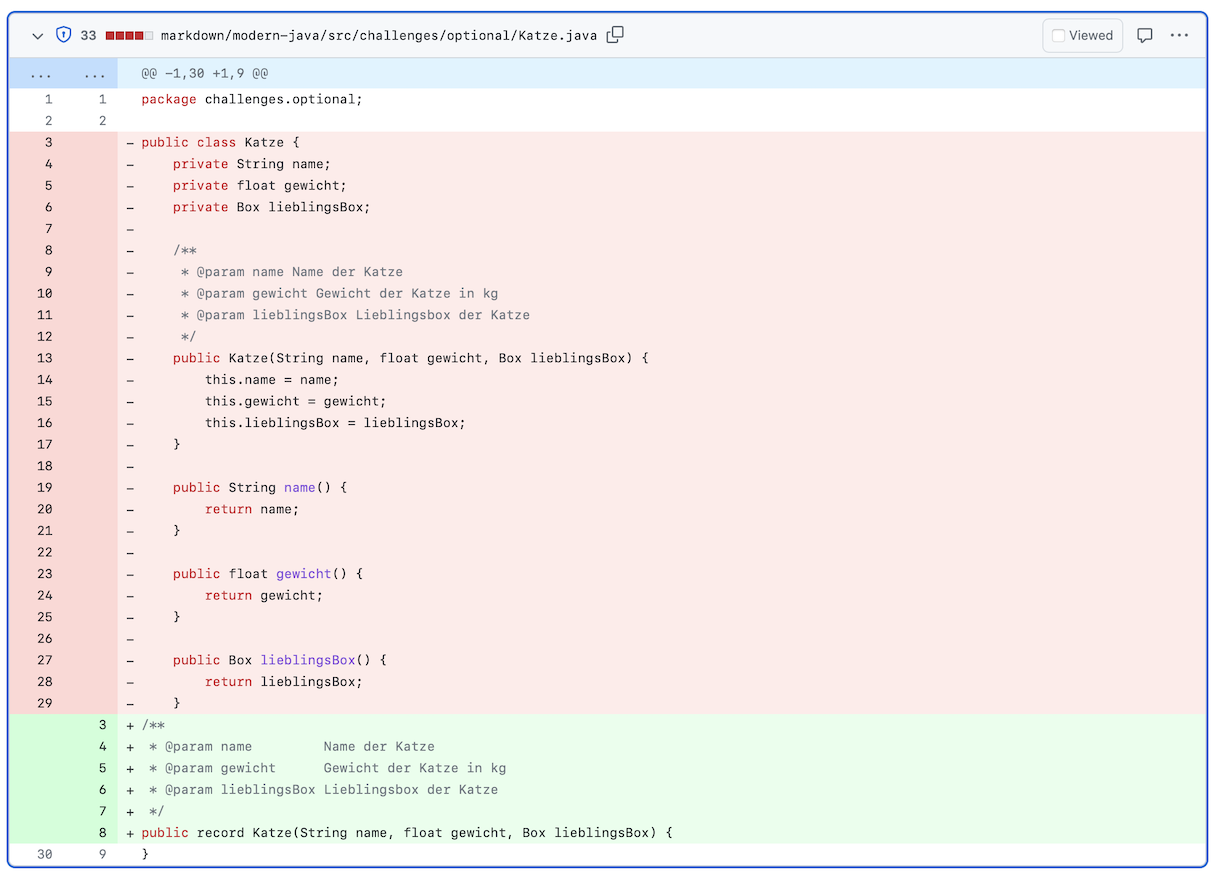 33 markdown/modern-java/src/challenges/optional/Katze.java Viewed ...
... ... @@ -1,30 +1,9 @@
1 1 package challenges.optional;
2 2
3 - public class Katze {
4 - private String name;
5 - private float gewicht;
6 - private Box lieblingsBox;
7 -
8 - /**
9 - * @param name Name der Katze
10 - * @param gewicht Gewicht der Katze in kg
11 - * @param lieblingsBox Lieblingsbox der Katze
12 - */
13 - public Katze(String name, float gewicht, Box lieblingsBox) {
14 - this.name = name;
15 - this.gewicht = gewicht;
16 - this.lieblingsBox = lieblingsBox;
17 - }
18 -
19 - public String name() {
20 - return name;
21 - }
22 -
23 - public float gewicht() {
24 - return gewicht;
25 - }
26 -
27 - public Box lieblingsBox() {
28 - return lieblingsBox;
29 - }
3 + /**
4 + * @param name Name der Katze
5 + * @param gewicht Gewicht der Katze in kg
6 + * @param lieblingsBox Lieblingsbox der Katze
7 + */
8 + public record Katze(String name, float gewicht, Box lieblingsBox) {
30 9 }